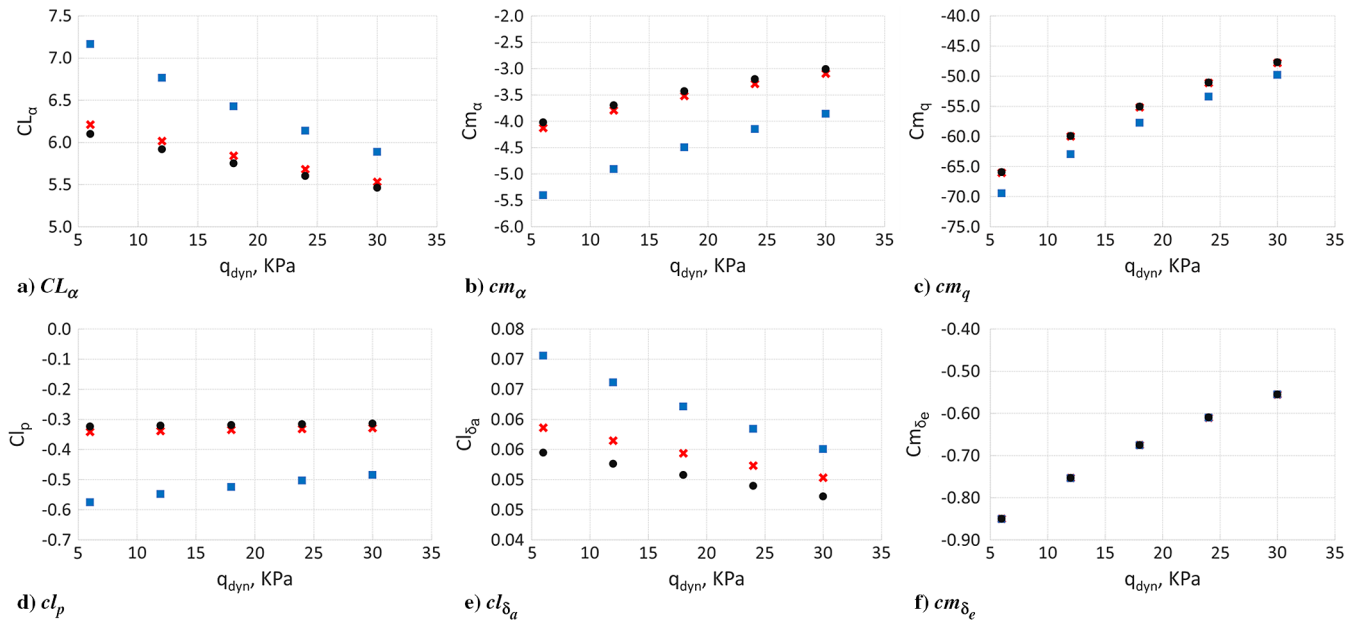 CLα
7.5
7.0
6.5
6.0
5.5
5.0
5 10 15 20 25 30 35
qdyn, KPa
a) CLα
Cmα
-2.0
-2.5
-3.0
-3.5
-4.0
-4.5
-5.0
-5.5
-6.0
5 10 15 20 25 30 35
qdyn, KPa
b) cmα
Cmq
-40.0
-45.0
-50.0
-55.0
-60.0
-65.0
-70.0
-75.0
5 10 15 20 25 30 35
qdyn, KPa
c) cmq
Clp
0.0
-0.1
-0.2
-0.3
-0.4
-0.5
-0.6
-0.7
5 10 15 20 25 30 35
qdyn, KPa
d) clp
Clδa
0.08
0.07
0.07
0.06
0.06
0.05
0.05
0.04
5 10 15 20 25 30 35
qdyn, KPa
e) clδa
Cmδe
-0.40
-0.50
-0.60
-0.70
-0.80
-0.90
5 10 15 20 25 30 35
qdyn, KPa
f) cmδe